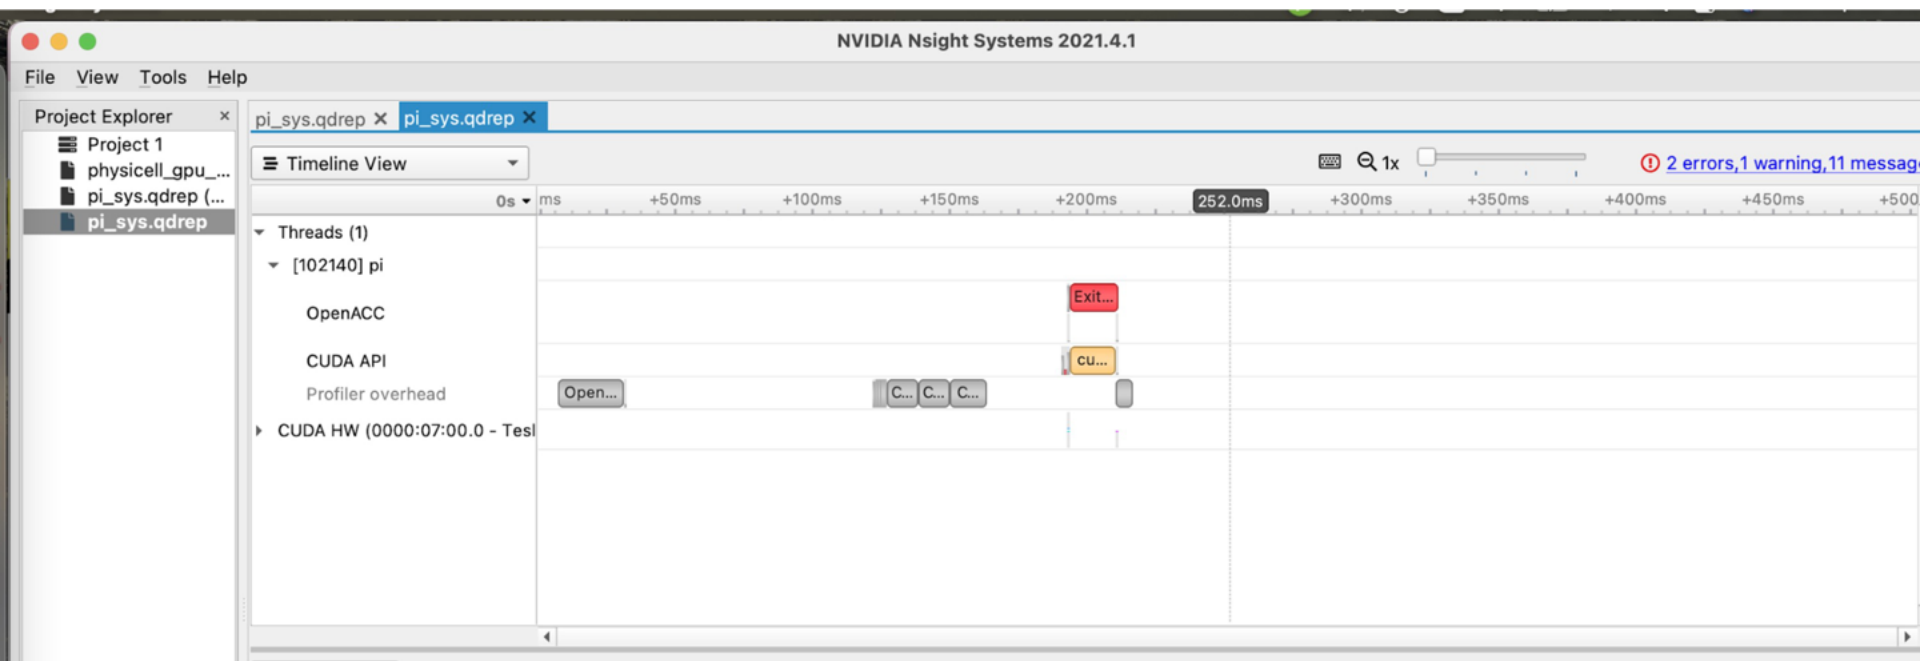 NVIDIA Nsight Systems 2021.4.1
File View Tools Help
Project Explorer ×
Project 1
physicell_gpu_...
pi_sys.qdrep (...
pi_sys.qdrep
pi_sys.qdrep ✕ pi_sys.qdrep ✕
Timeline View
1x
2 errors,1 warning,11 messag
0s ms +50ms +100ms +150ms +200ms 252.0ms +300ms +350ms +400ms +450ms +500
Threads (1)
[102140] pi
OpenACC
Exit...
CUDA API
cu...
Profiler overhead
Open... C... C... C...
CUDA HW (0000:07:00.0 - Tesl